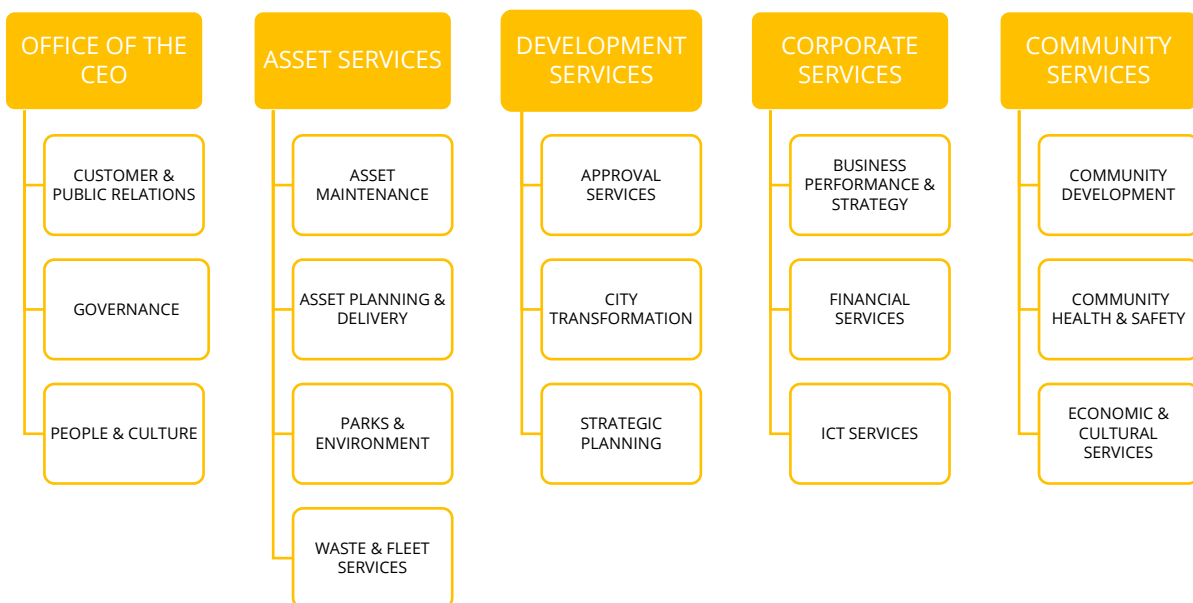 OFFICE OF THE
CEO
CUSTOMER &
PUBLIC RELATIONS
GOVERNANCE
PEOPLE & CULTURE
ASSET SERVICES
ASSET
MAINTENANCE
ASSET PLANNING &
DELIVERY
PARKS &
ENVIRONMENT
WASTE & FLEET
SERVICES
DEVELOPMENT
SERVICES
APPROVAL
SERVICES
CITY
TRANSFORMATION
STRATEGIC
PLANNING
CORPORATE
SERVICES
BUSINESS
PERFORMANCE &
STRATEGY
FINANCIAL
SERVICES
ICT SERVICES
COMMUNITY
SERVICES
COMMUNITY
DEVELOPMENT
COMMUNITY
HEALTH & SAFETY
ECONOMIC &
CULTURAL
SERVICES